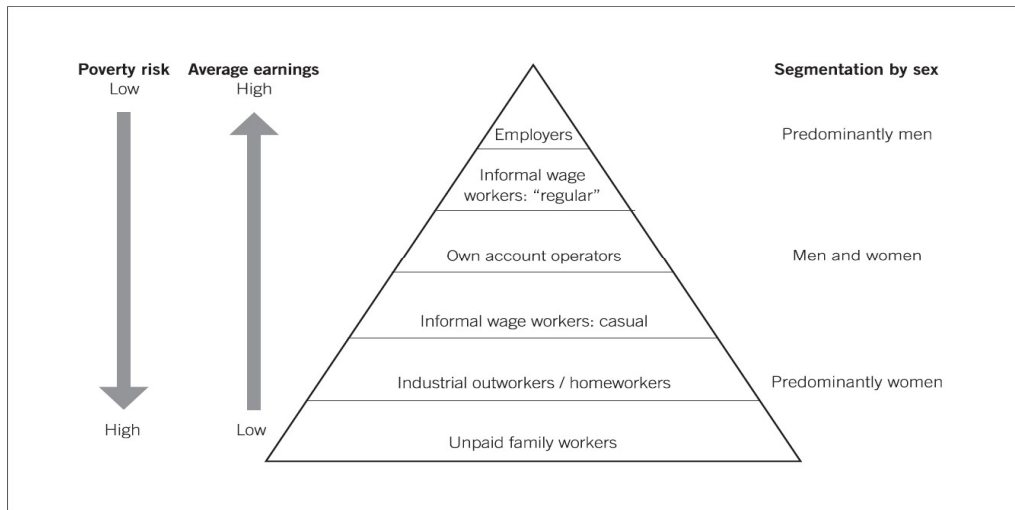 Poverty risk Average earnings Segmentation by sex
Low High
Employers Predominantly men
Informal wage
workers: “regular”
Own account operators Men and women
Informal wage workers: casual
Industrial outworkers / homeworkers Predominantly women
High Low
Unpaid family workers